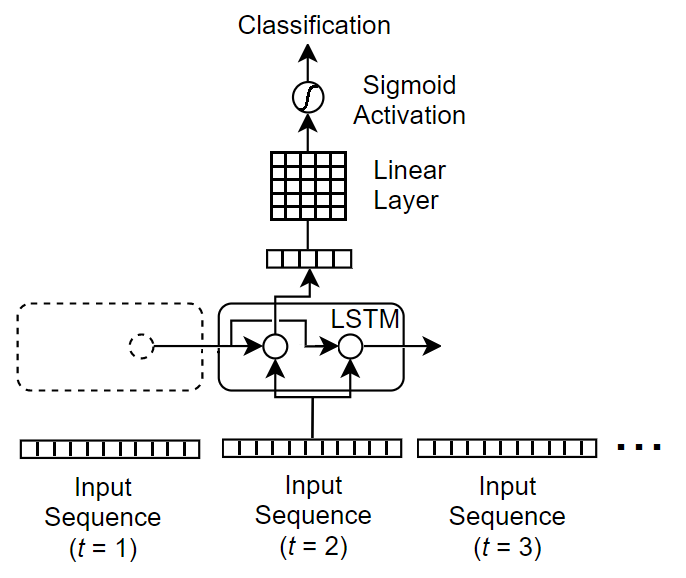 Classification
Sigmoid
Activation
Linear
Layer
LSTM
Input
Sequence
(t = 1)
Input
Sequence
(t = 2)
Input
Sequence
(t = 3)
...